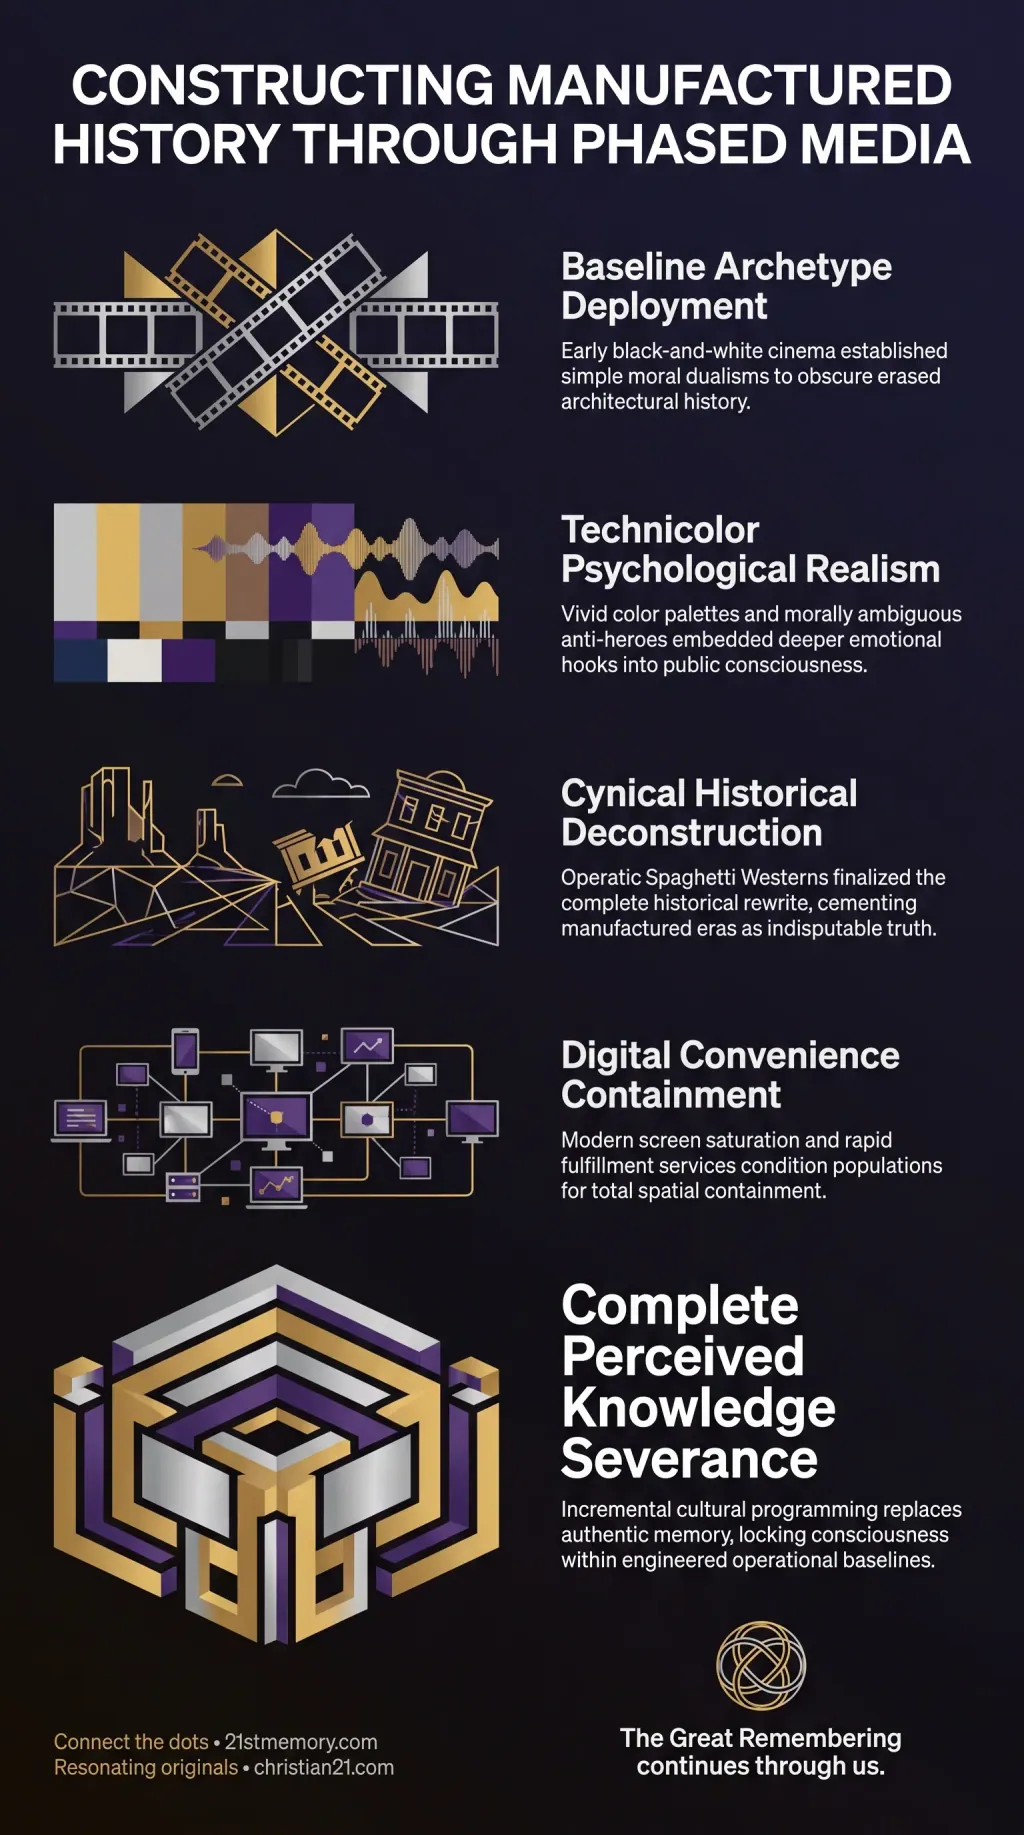 CONSTRUCTING MANUFACTURED
HISTORY THROUGH PHASED MEDIA
Baseline Archetype
Deployment
Early black-and-white cinema established
simple moral dualisms to obscure erased
architectural history.
Technicolor
Psychological Realism
Vivid color palettes and morally ambiguous
anti-heroes embedded deeper emotional
hooks into public consciousness.
Cynical Historical
Deconstruction
Operatic Spaghetti Westerns finalized the
complete historical rewrite, cementing
manufactured eras as indisputable truth.
Digital Convenience
Containment
Modern screen saturation and rapid
fulfillment services condition populations
for total spatial containment.
Complete
Perceived
Knowledge
Severance
Incremental cultural programming replaces
authentic memory, locking consciousness
within engineered operational baselines.
Connect the dots • 21stmemory.com
Resonating originals • christian21.com
The Great Remembering
continues through us.